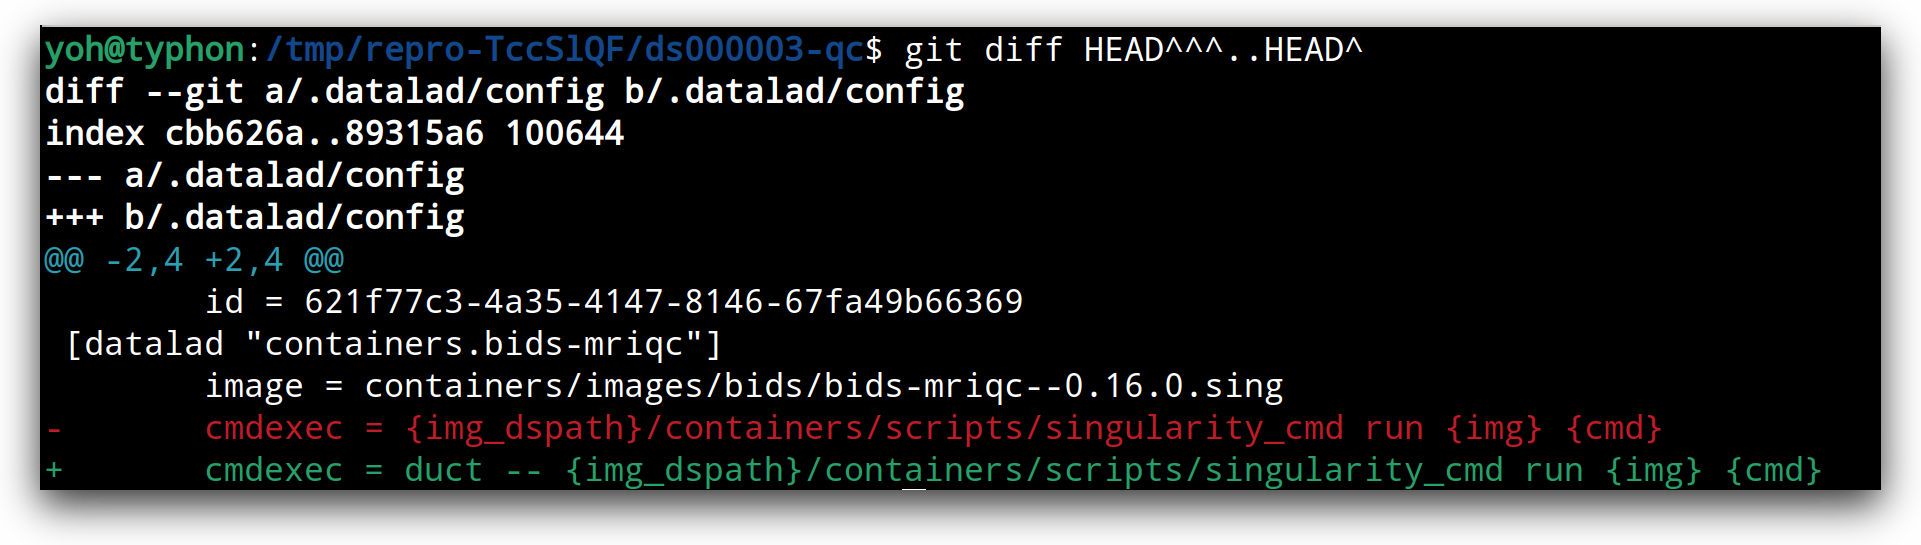 yoh@typhon:/tmp/repro-TccSlQF/ds000003-qc$ git diff HEAD^^^..HEAD^
diff --git a/.datalad/config b/.datalad/config
index cbb626a..89315a6 100644
--- a/.datalad/config
+++ b/.datalad/config
@@ -2,4 +2,4 @@
        id = 621f77c3-4a35-4147-8146-67fa49b66369
 [datalad "containers.bids-mriqc"]
        image = containers/images/bids/bids-mriqc--0.16.0.sing
-       cmdexec = {img_dspath}/containers/scripts/singularity_cmd run {img} {cmd}
+       cmdexec = duct -- {img_dspath}/containers/scripts/singularity_cmd run {img} {cmd}